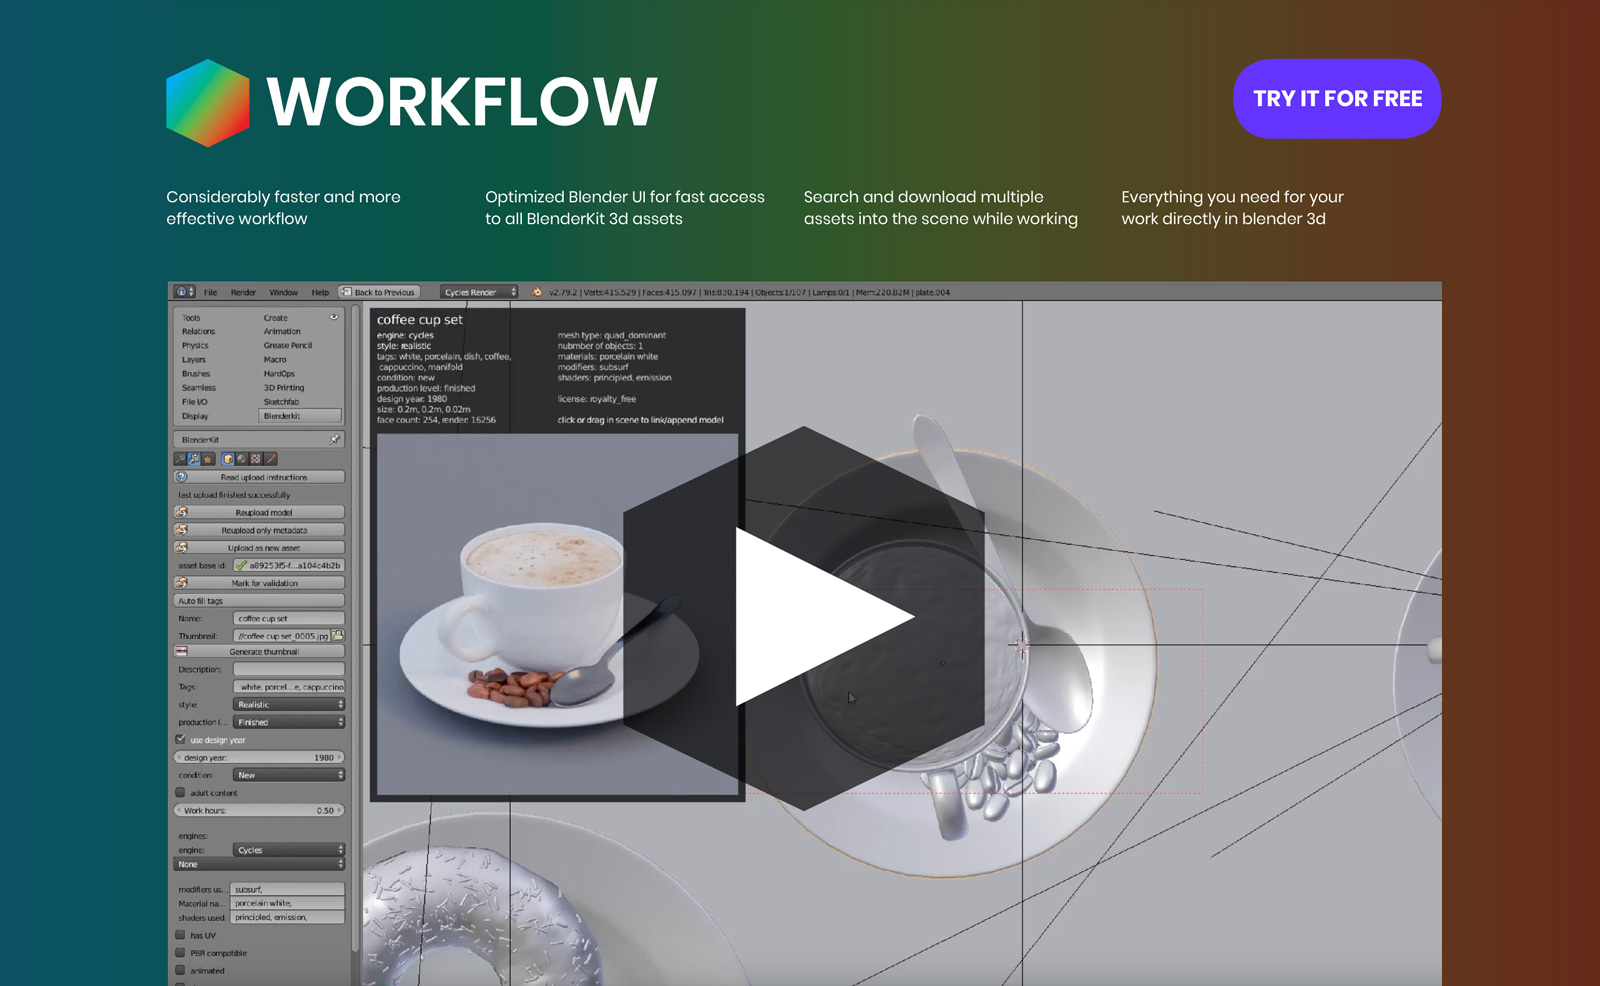 WORKFLOW
TRY IT FOR FREE
Considerably faster and more
effective workflow
Optimized Blender UI for fast access
to all BlenderKit 3d assets
Search and download multiple
assets into the scene while working
Everything you need for your
work directly in blender 3d
File Render Window Help Back to Previous Cycles Render v2.79.2 | Verts:415,529 | Faces:415,097 | Tris:830,194 | Objects:1/107 | Lamps:0/1 | Mem:220.82M | plate.004
Tools Create
Relations Animation
Physics Grease Pencil
Layers Macro
Brushes HardOps
Seamless 3D Printing
File I/O Sketchfab
Display Blenderkit
BlenderKit
Read upload instructions
last upload finished successfully
Reupload model
Reupload only metadata
Upload as new asset
asset base id: a89253f5-f...a104c4b2b
Mark for validation
Auto fill tags
Name: coffee cup set
Thumbnail: //coffee cup set_0005.jpg
Generate thumbnail
Description:
Tags: white, porcel...e, cappuccino
style: Realistic
production l... Finished
use design year
design year: 1980
condition: New
adult content
Work hours: 0.50
engines:
engine: Cycles
None
modifiers us... subsurf,
Material na... porcelain white,
shaders used: principled, emission,
has UV
PBR compatible
animated
coffee cup set
engine: cycles
style: realistic
tags: white, porcelain, dish, coffee,
cappuccino, manifold
condition: new
production level: finished
design year: 1980
size: 0.2m, 0.2m, 0.02m
face count: 254, render: 16256
mesh type: quad_dominant
nubmber of objects: 1
materials: porcelain white
modifiers: subsurf
shaders: principled, emission
license: royalty_free
click or drag in scene to link/append model